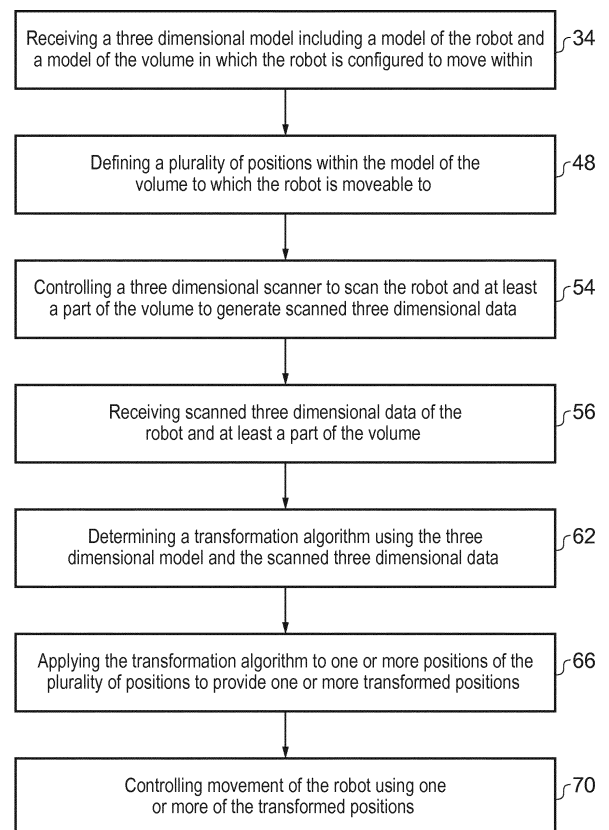 Receiving a three dimensional model including a model of the robot and
a model of the volume in which the robot is configured to move within
34
Defining a plurality of positions within the model of the
volume to which the robot is moveable to
48
Controlling a three dimensional scanner to scan the robot and at least
a part of the volume to generate scanned three dimensional data
54
Receiving scanned three dimensional data of the
robot and at least a part of the volume
56
Determining a transformation algorithm using the three
dimensional model and the scanned three dimensional data
62
Applying the transformation algorithm to one or more positions of the
plurality of positions to provide one or more transformed positions
66
Controlling movement of the robot using one
or more of the transformed positions
70